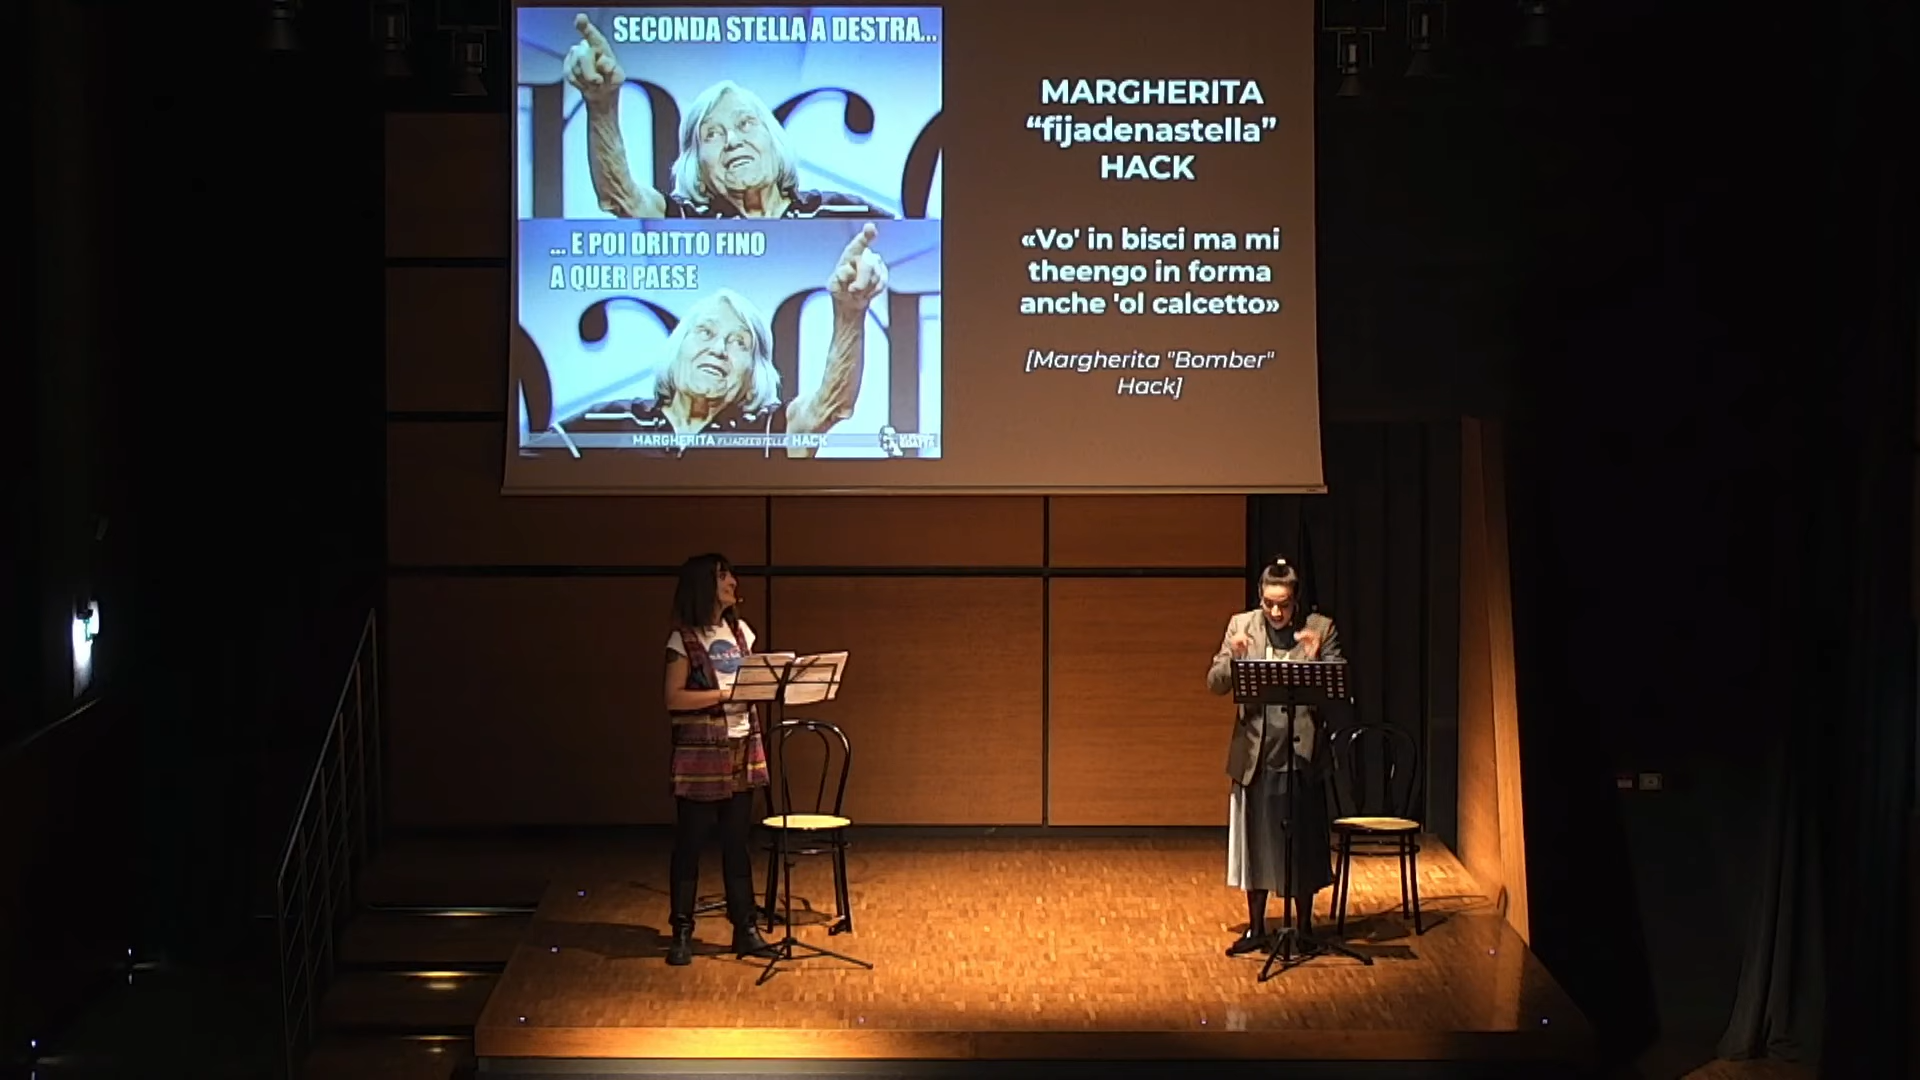 SECONDA STELLA A DESTRA...
... E POI DRITTO FINO
A QUER PAESE
MARGHERITA FIJADEESTELLE HACK
MARGHERITA
“fijadenastella”
HACK
«Vo' in bisci ma mi
theengo in forma
anche 'ol calcetto»
[Margherita "Bomber"
Hack]